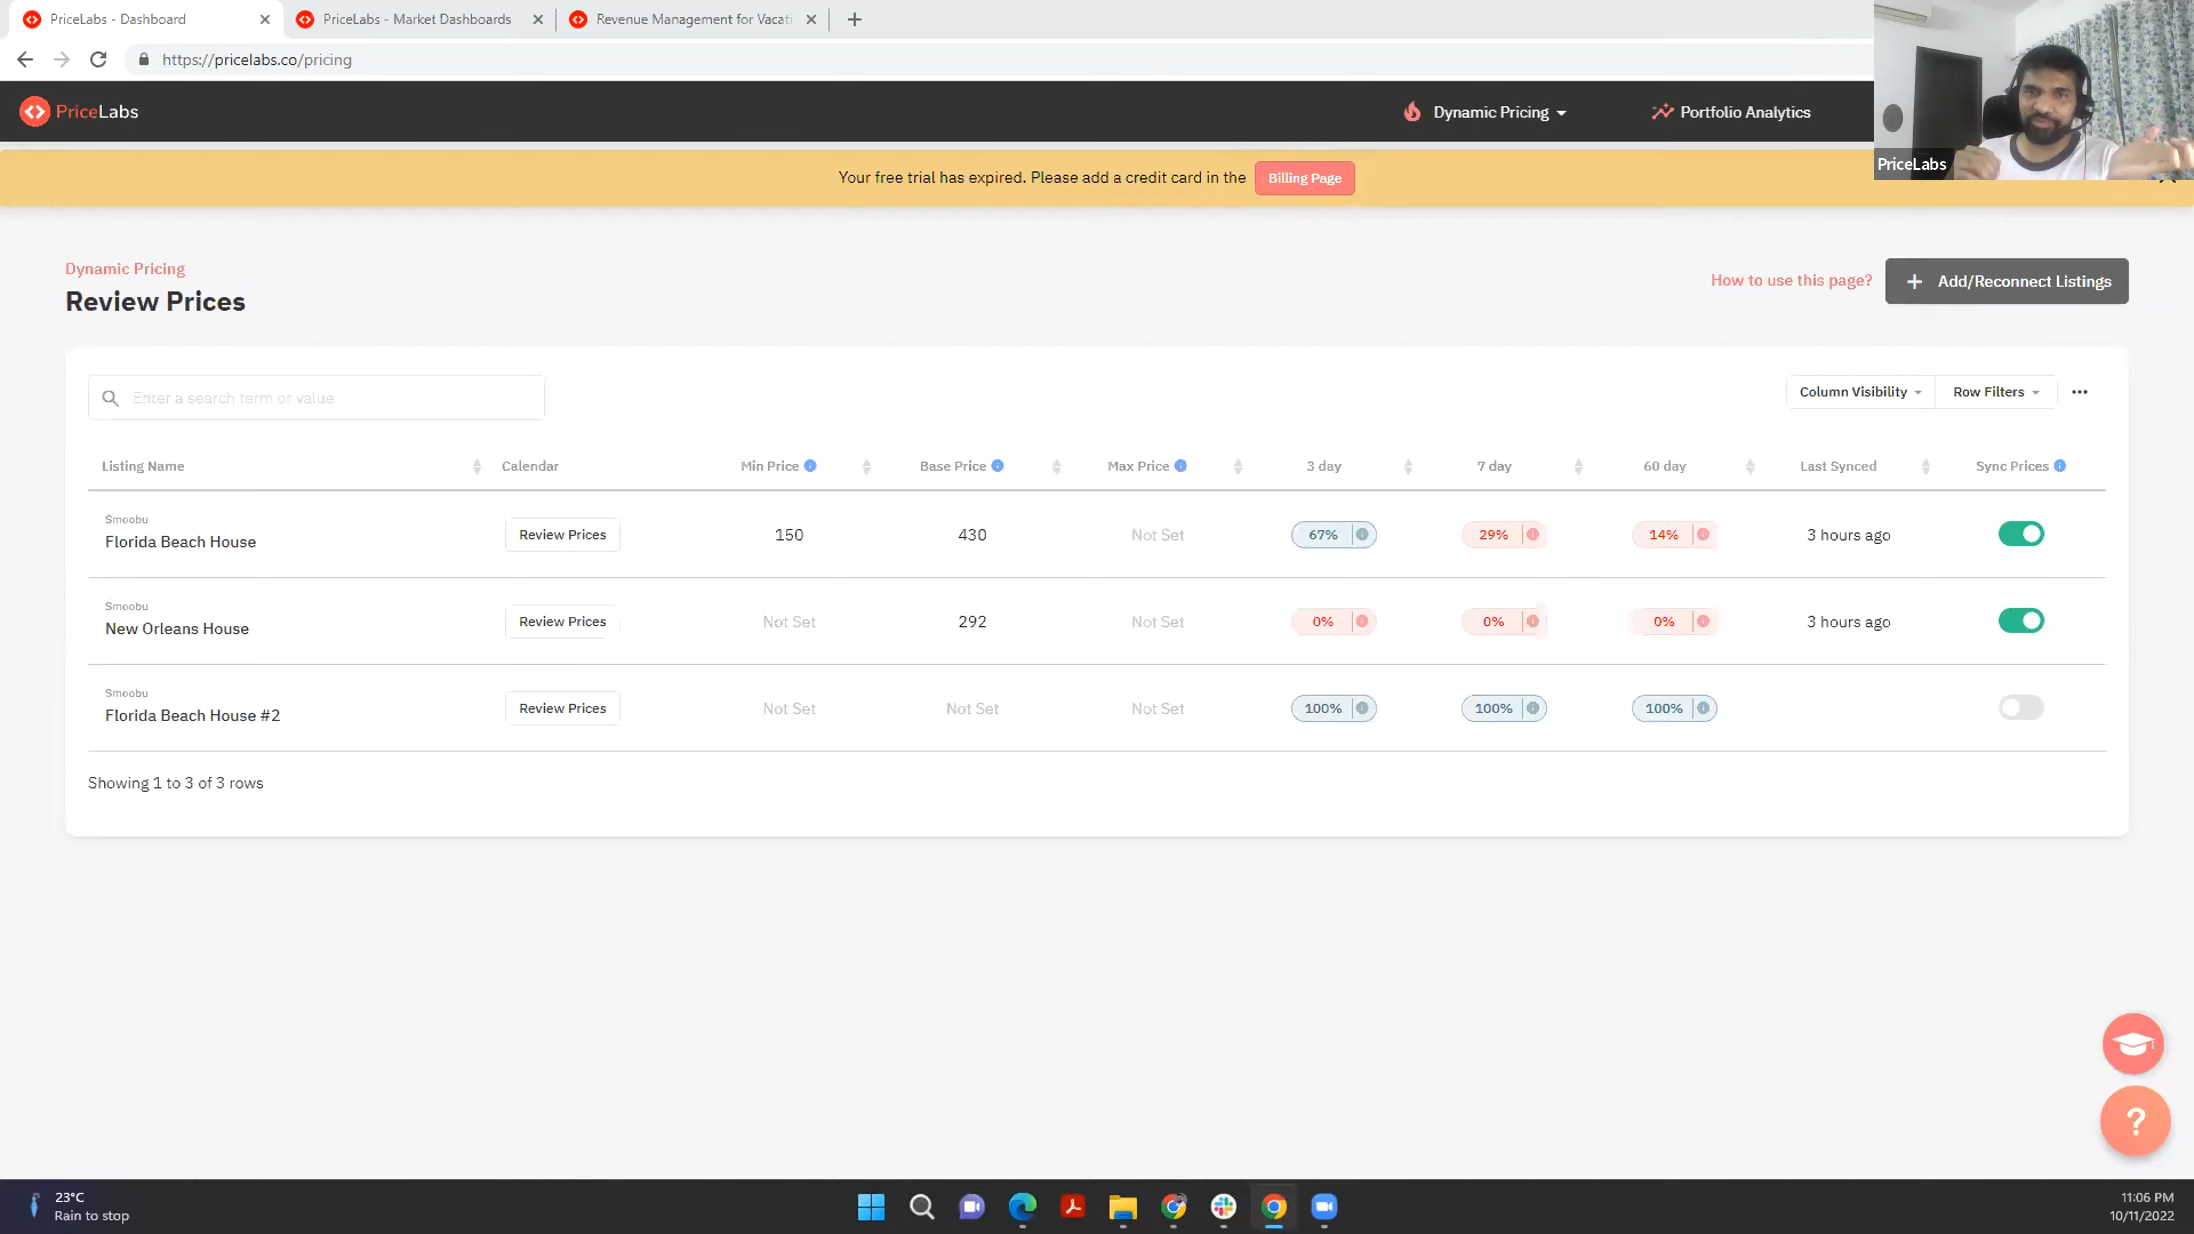 PriceLabs - Dashboard
PriceLabs - Market Dashboards
Revenue Management for Vacati
https://pricelabs.co/pricing
PriceLabs
Dynamic Pricing
Portfolio Analytics
PriceLabs
Your free trial has expired. Please add a credit card in the Billing Page
Dynamic Pricing
Review Prices
How to use this page?
+ Add/Reconnect Listings
Enter a search term or value
Column Visibility
Row Filters
Listing Name Calendar Min Price Base Price Max Price 3 day 7 day 60 day Last Synced Sync Prices
Smoobu
Florida Beach House Review Prices 150 430 Not Set 67% 29% 14% 3 hours ago
Smoobu
New Orleans House Review Prices Not Set 292 Not Set 0% 0% 0% 3 hours ago
Smoobu
Florida Beach House #2 Review Prices Not Set Not Set Not Set 100% 100% 100%
Showing 1 to 3 of 3 rows
?
23°C
Rain to stop
11:06 PM
10/11/2022